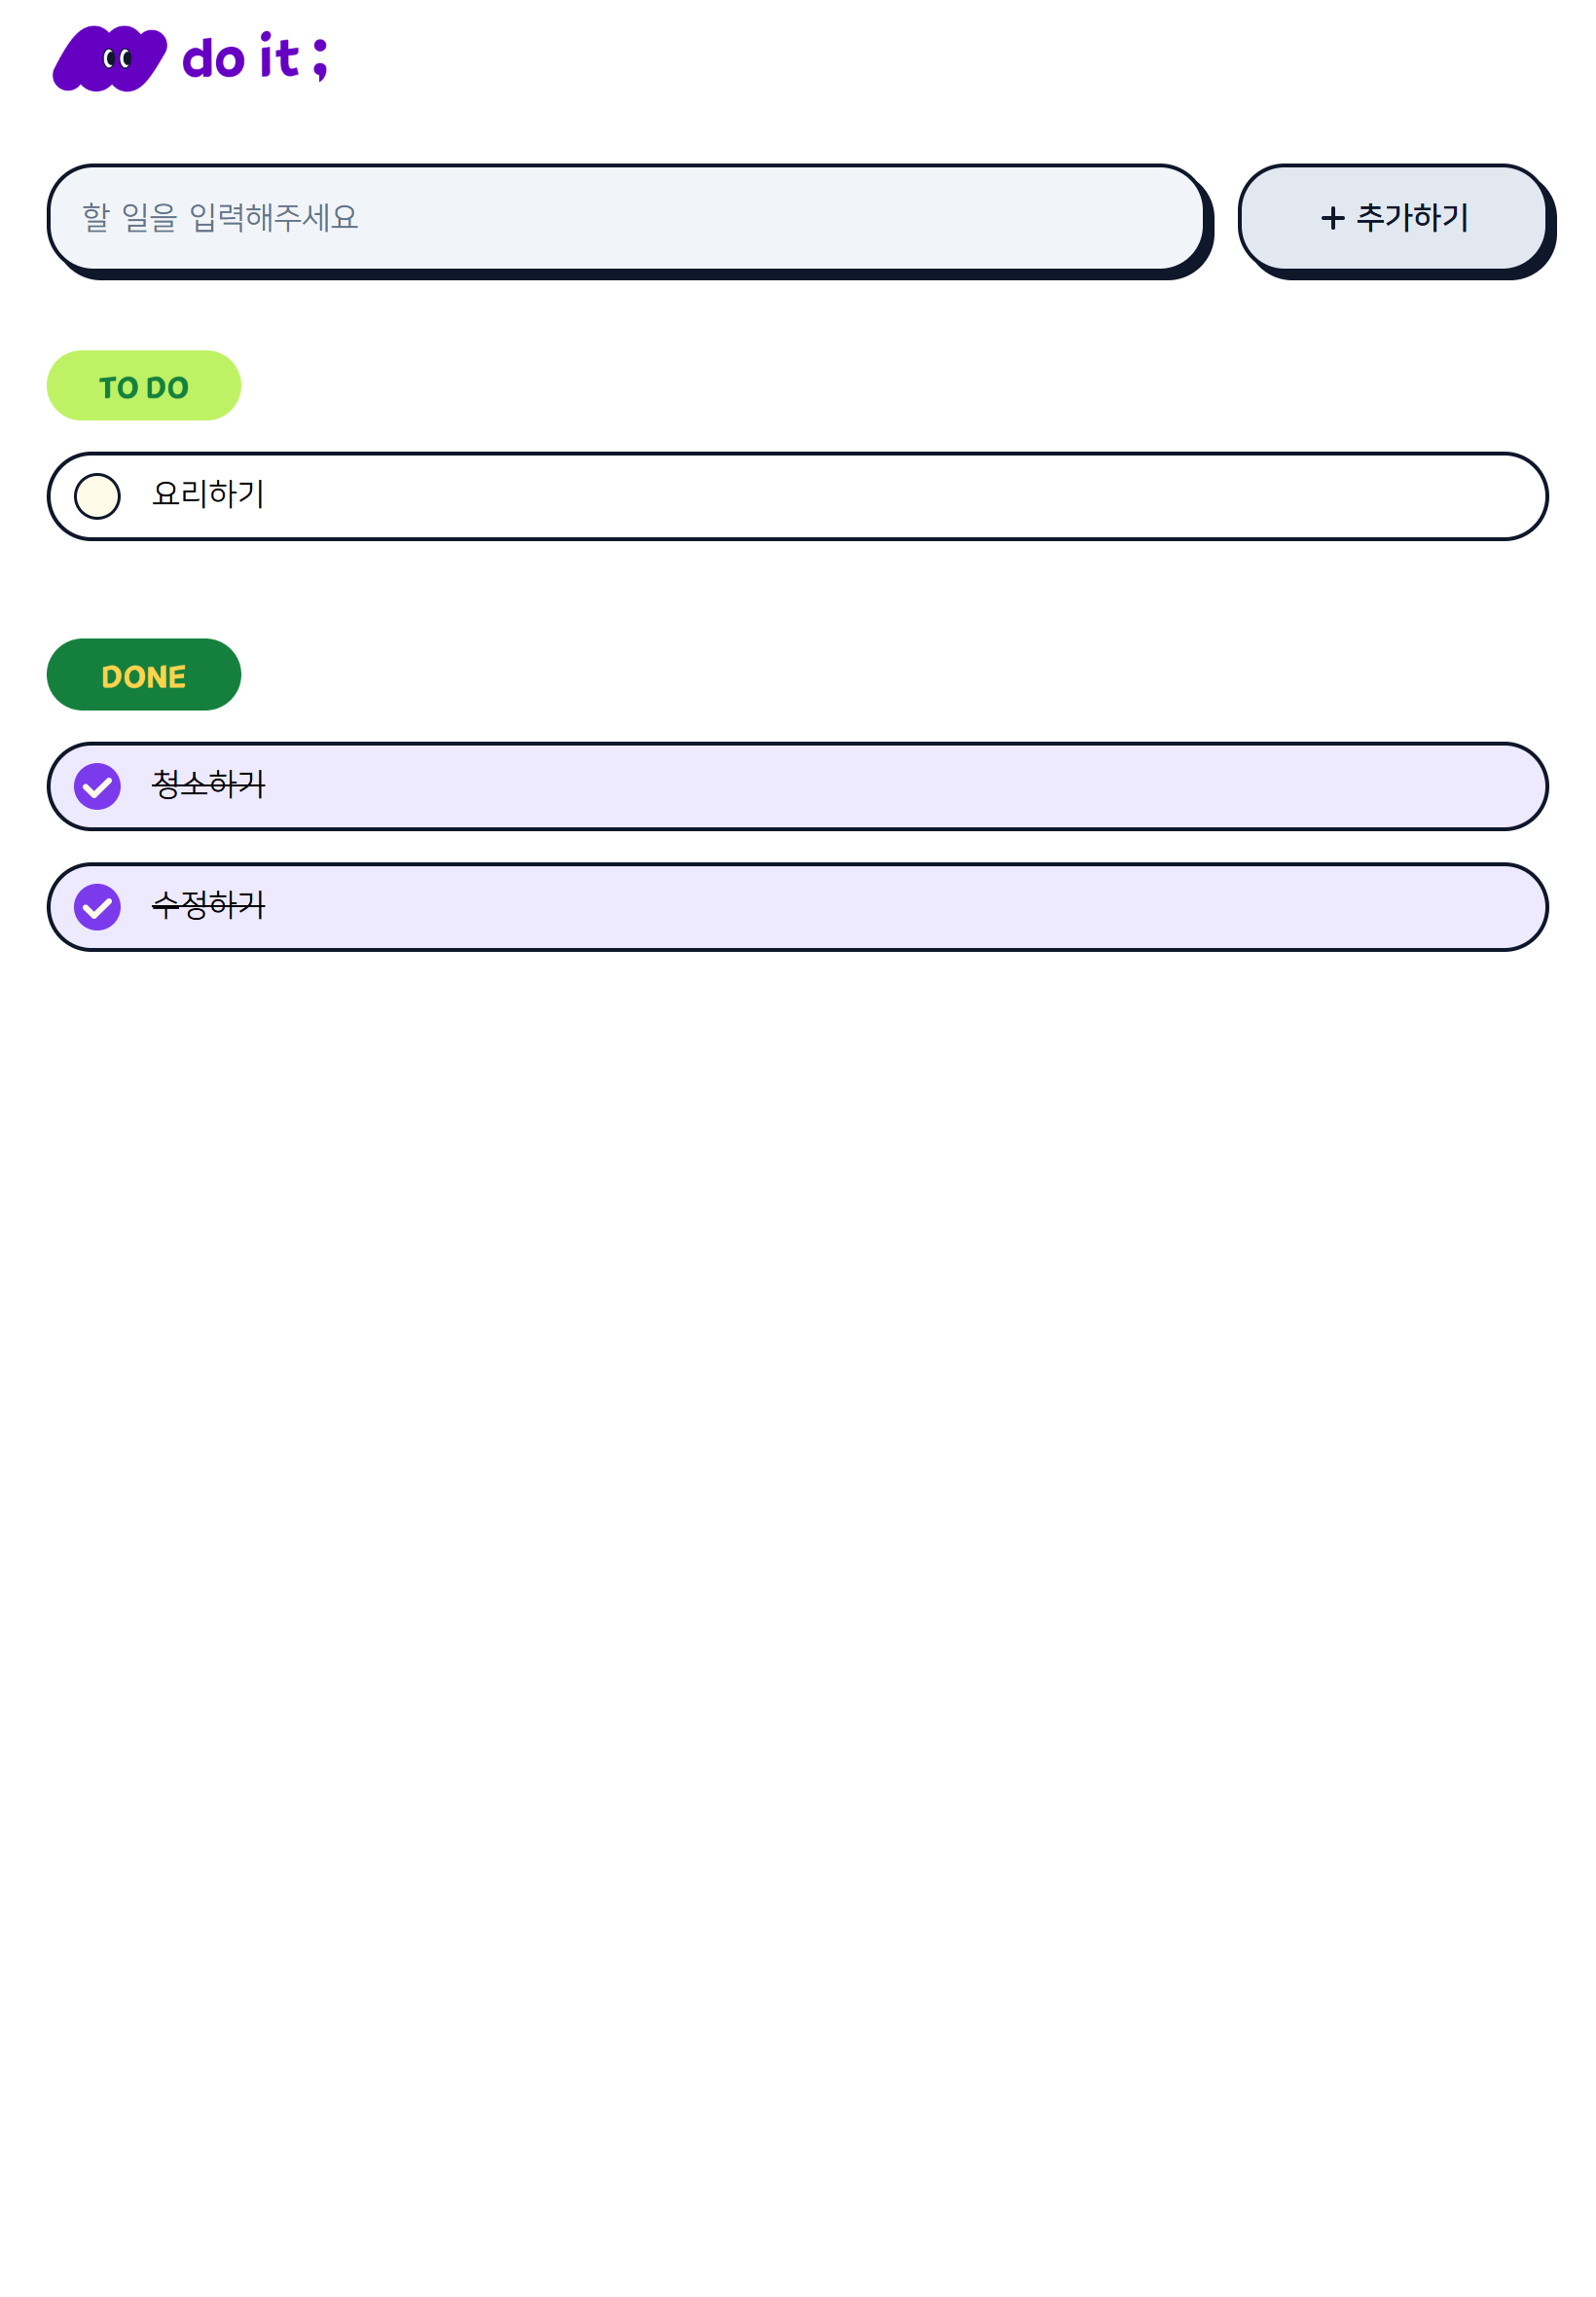 do it ;
할 일을 입력해주세요
+ 추가하기
TO DO
요리하기
DONE
청소하기
수정하기